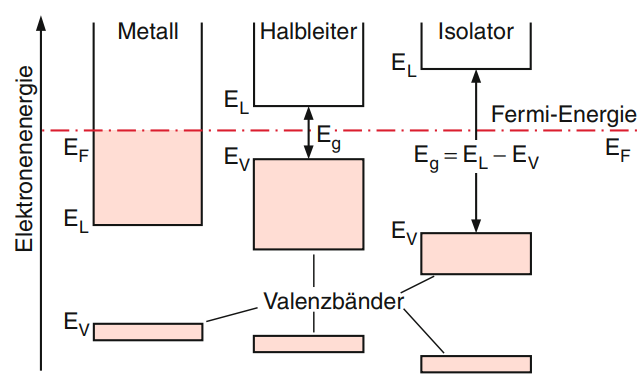 Metall
Halbleiter
Isolator
Elektronenenergie
E_L
E_L
Fermi-Energie
E_F
E_g
E_V
E_g = E_L − E_V
E_F
E_L
E_V
Valenzbänder
E_V